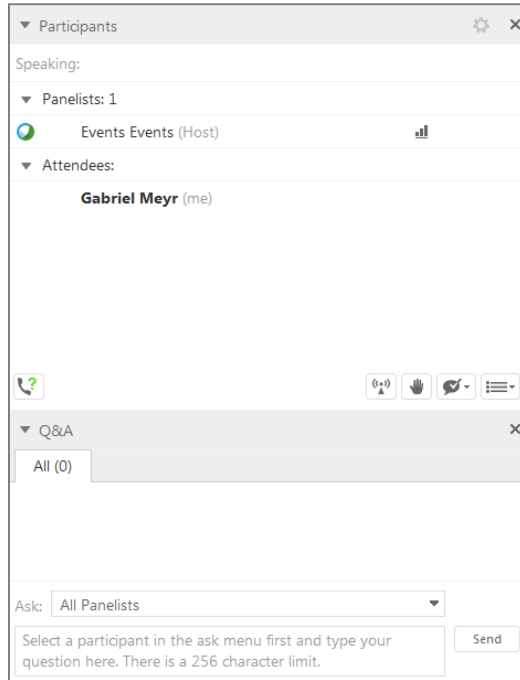 Participants
Speaking:
Panelists: 1
Events Events (Host)
Attendees:
Gabriel Meyr (me)
Q&A
All (0)
Ask: All Panelists
Select a participant in the ask menu first and type your
question here. There is a 256 character limit.
Send